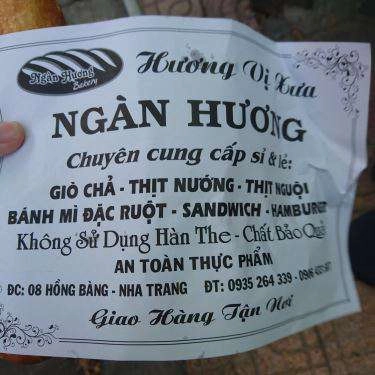 Ngân Hương
Bakery
Hương Vị Xưa
NGÀN HƯƠNG
Chuyên cung cấp sỉ & lẻ:
GIÒ CHẢ - THỊT NƯỚNG - THỊT NGUỘI
BÁNH MÌ ĐẶC RUỘT - SANDWICH - HAMBURGER
Không Sử Dụng Hàn The - Chất Bảo Quản
AN TOÀN THỰC PHẨM
ĐC: 08 HỒNG BÀNG - NHA TRANG ĐT: 0935 264 339 -
Giao Hàng Tận Nơi